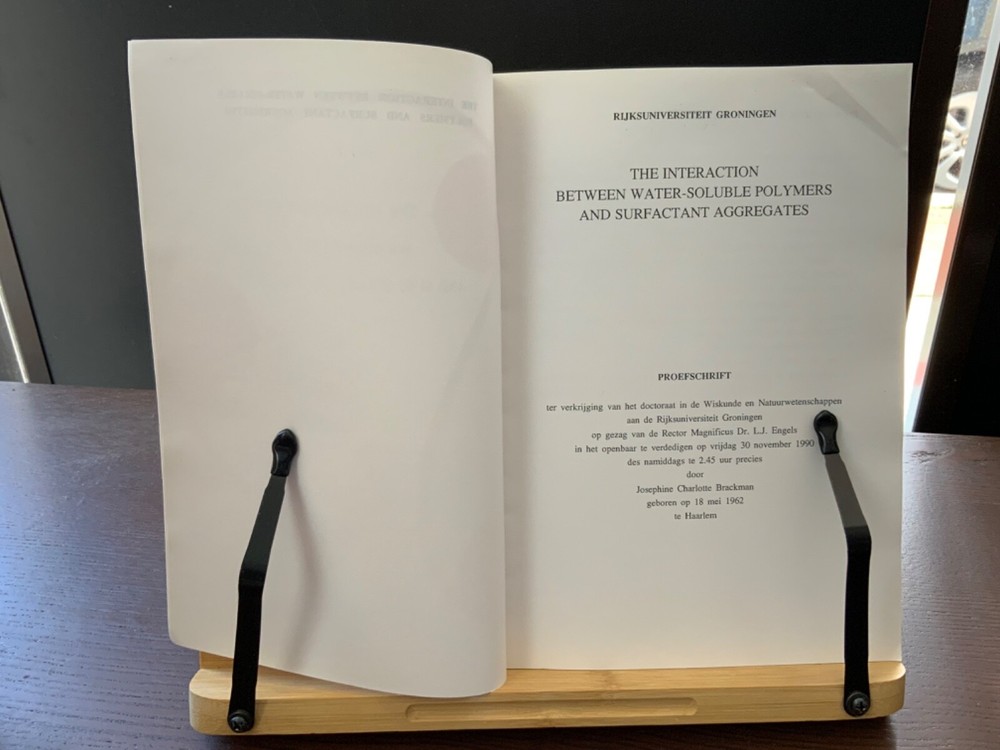 RIJKSUNIVERSITEIT GRONINGEN
THE INTERACTION
BETWEEN WATER-SOLUBLE POLYMERS
AND SURFACTANT AGGREGATES
PROEFSCHRIFT
ter verkrijging van het doctoraat in de Wiskunde en Natuurwetenschappen
aan de Rijksuniversiteit Groningen
op gezag van de Rector Magnificus Dr. L.J. Engels
in het openbaar te verdedigen op vrijdag 30 november 1990
des namiddags te 2.45 uur precies
door
Josephine Charlotte Brackman
geboren op 18 mei 1962
te Haarlem